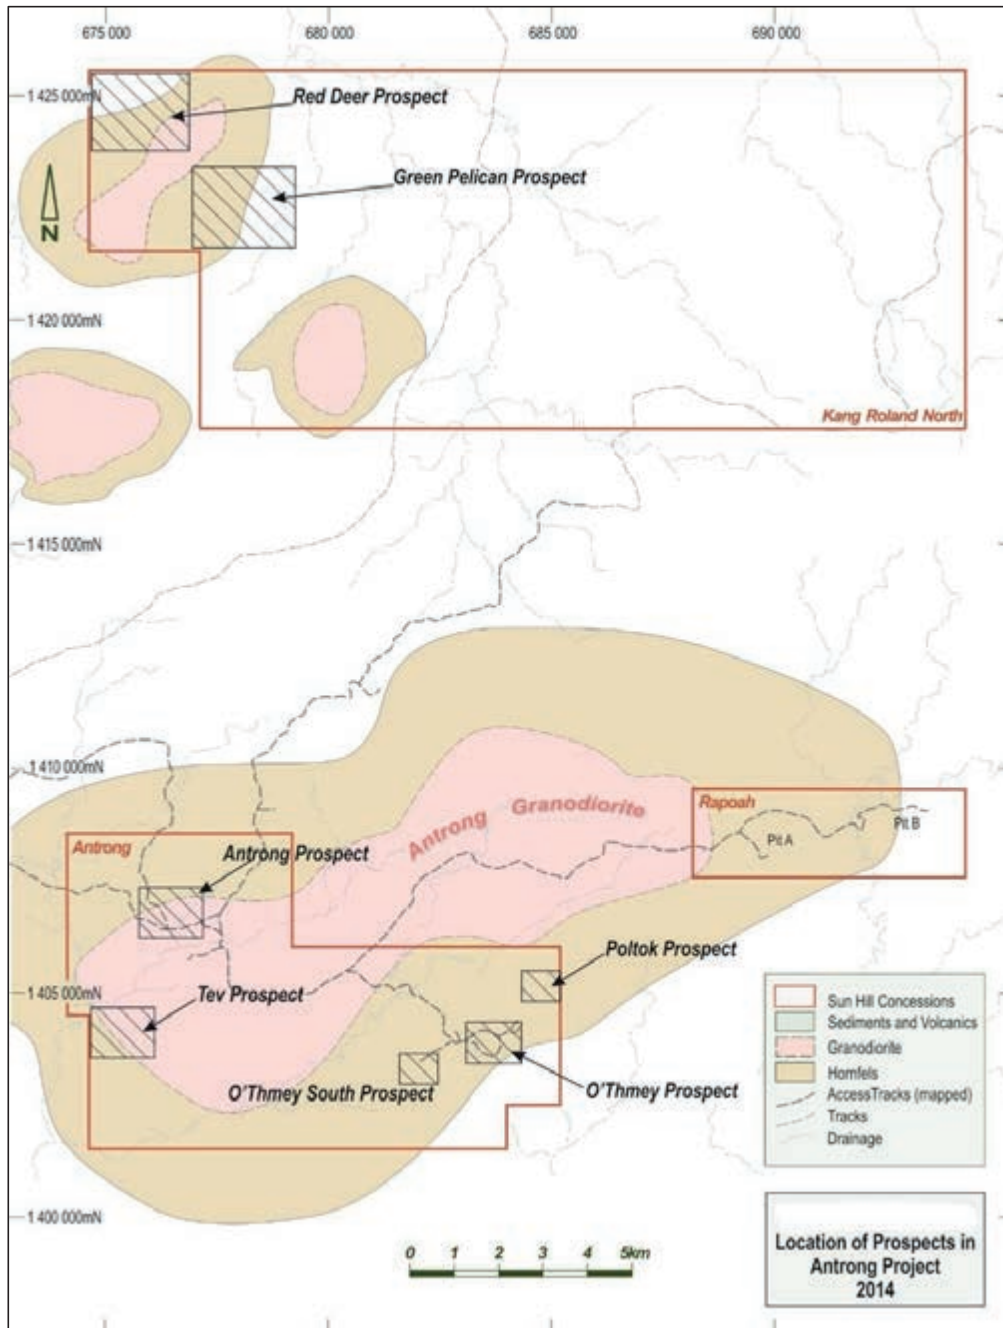 675 000 680 000 685 000 690 000
1 425 000mN
Red Deer Prospect
Green Pelican Prospect
N
1 420 000mN
Kang Roland North
1 415 000mN
1 410 000mN
Antrong Granodiorite
Rapoah
Pit A
Pit B
Antrong
Antrong Prospect
Poltok Prospect
1 405 000mN
Tev Prospect
O'Thmey South Prospect
O'Thmey Prospect
Sun Hill Concessions
Sediments and Volcanics
Granodiorite
Hornfels
AccessTracks (mapped)
Tracks
Drainage
1 400 000mN
0 1 2 3 4 5km
Location of Prospects in
Antrong Project
2014